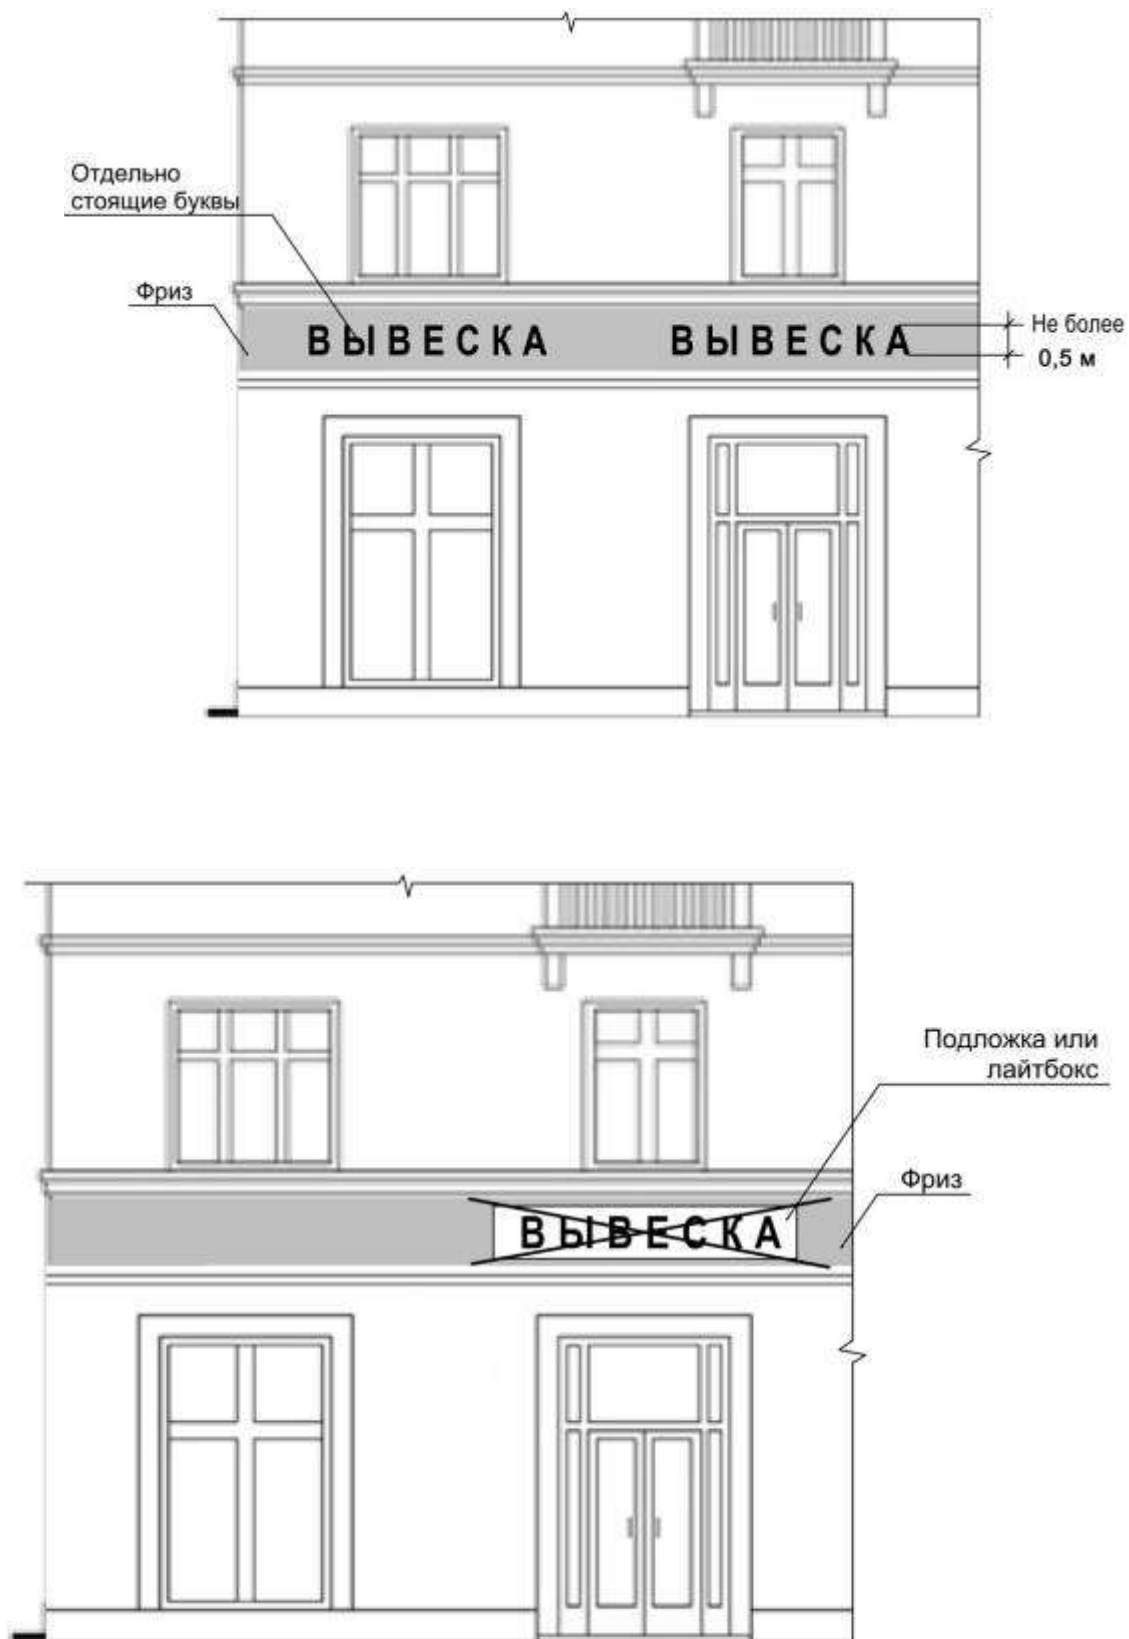 Отдельно
стоящие буквы
Фриз
ВЫВЕСКА ВЫВЕСКА
Не более
0,5 м
Подложка или
лайтбокс
Фриз
ВЫВЕСКА